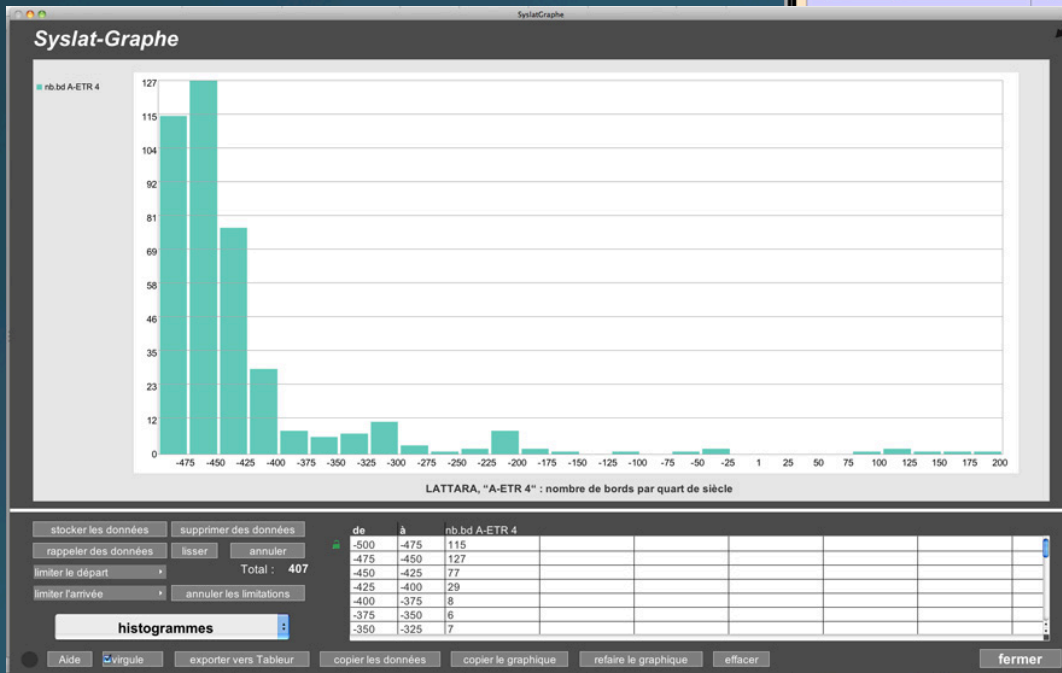 SyslatGraphe
Syslat-Graphe
nb.bd A-ETR 4
127
115
104
92
81
69
58
46
35
23
12
0
-475 -450 -425 -400 -375 -350 -325 -300 -275 -250 -225 -200 -175 -150 -125 -100 -75 -50 -25 1 25 50 75 100 125 150 175 200
LATTARA, "A-ETR 4" : nombre de bords par quart de siècle
stocker les données supprimer des données
rappeler des données lisser annuler
limiter le départ Total : 407
limiter l'arrivée annuler les limitations
histogrammes
de à nb.bd A-ETR 4
-500 -475 115
-475 -450 127
-450 -425 77
-425 -400 29
-400 -375 8
-375 -350 6
-350 -325 7
Aide virgule exporter vers Tableur copier les données copier le graphique refaire le graphique effacer fermer